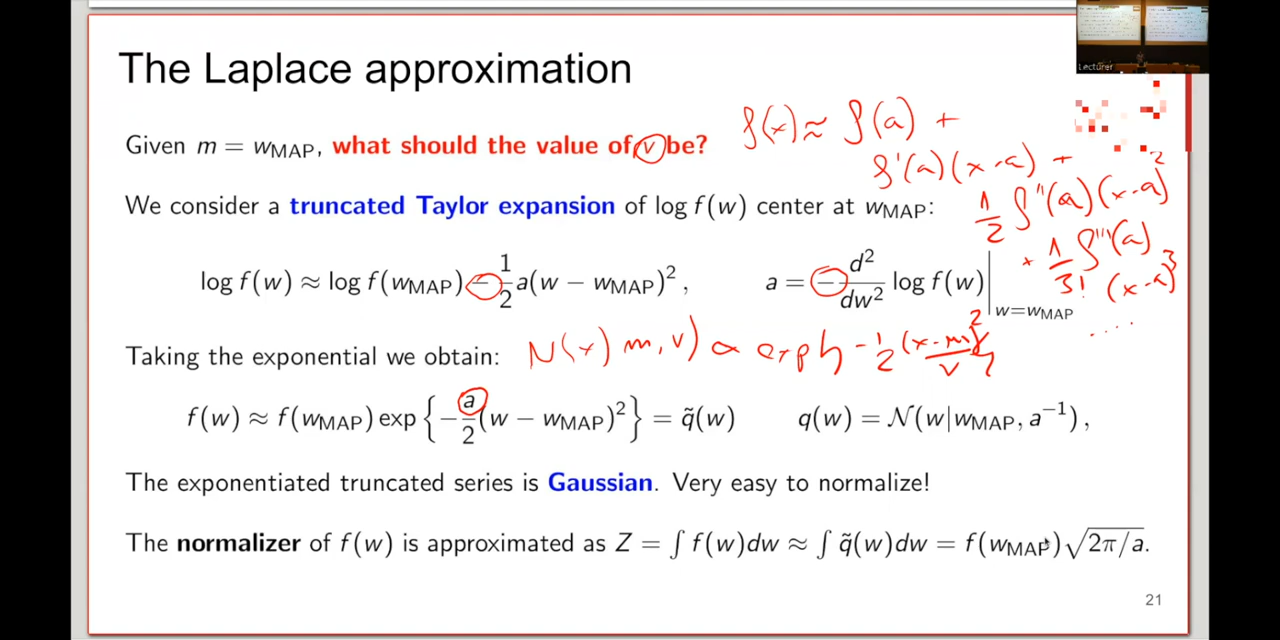 Lecturer
The Laplace approximation
f(x) ≈ f(a) +
Given m = w_MAP, what should the value of v be?
f'(a)(x-a) +
We consider a truncated Taylor expansion of log f(w) center at w_MAP:
1/2 f''(a)(x-a)^2
+ 1/3! f'''(a)
(x-a)^3
....
log f(w) ≈ log f(w_MAP) − 1/2 a(w − w_MAP)^2, a = − d^2/dw^2 log f(w)|_{w=w_MAP}
Taking the exponential we obtain: N(x| m, v) ∝ exp{-1/2 (x-m)^2/v}
f(w) ≈ f(w_MAP) exp{−a/2(w − w_MAP)^2} = q̃(w) q(w) = 𝒩(w|w_MAP, a^{−1}),
The exponentiated truncated series is Gaussian. Very easy to normalize!
The normalizer of f(w) is approximated as Z = ∫ f(w)dw ≈ ∫ q̃(w)dw = f(w_MAP)√(2π/a).
21